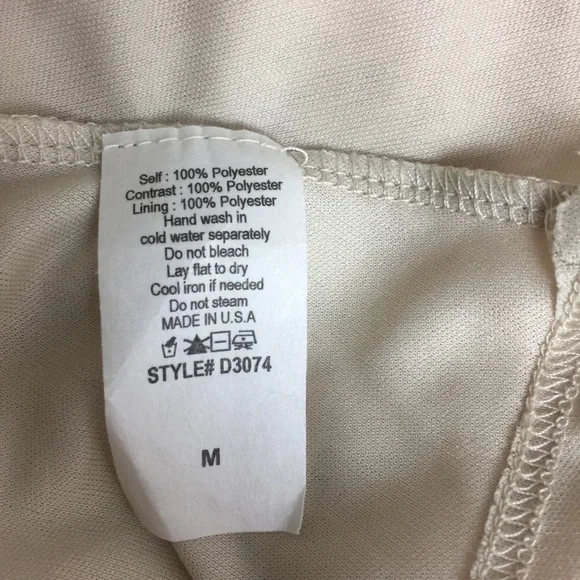 Self : 100% Polyester
Contrast : 100% Polyester
Lining : 100% Polyester
Hand wash in
cold water separately
Do not bleach
Lay flat to dry
Cool iron if needed
Do not steam
MADE IN U.S.A
STYLE# D3074
M